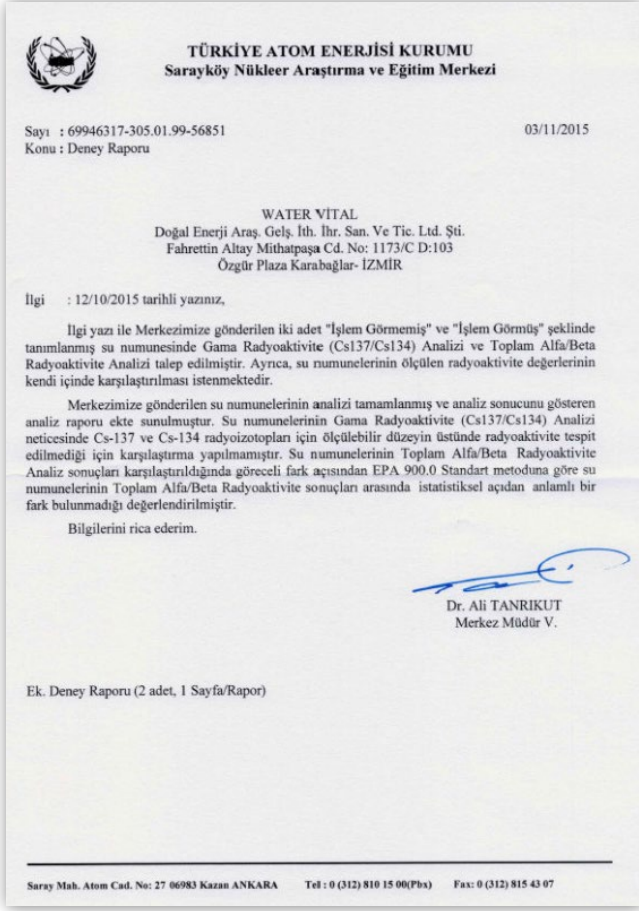 TÜRKİYE ATOM ENERJİSİ KURUMU
Sarayköy Nükleer Araştırma ve Eğitim Merkezi
Sayı : 69946317-305.01.99-56851 03/11/2015
Konu : Deney Raporu
WATER VİTAL
Doğal Enerji Araş. Gelş. İth. İhr. San. Ve Tic. Ltd. Şti.
Fahrettin Altay Mithatpaşa Cd. No: 1173/C D:103
Özgür Plaza Karabağlar- İZMİR
İlgi : 12/10/2015 tarihli yazınız,
İlgi yazı ile Merkezimize gönderilen iki adet "İşlem Görmemiş" ve "İşlem Görmüş" şeklinde
tanımlanmış su numunesinde Gama Radyoaktivite (Cs137/Cs134) Analizi ve Toplam Alfa/Beta
Radyoaktivite Analizi talep edilmiştir. Ayrıca, su numunelerinin ölçülen radyoaktivite değerlerinin
kendi içinde karşılaştırılması istenmektedir.
Merkezimize gönderilen su numunelerinin analizi tamamlanmış ve analiz sonucunu gösteren
analiz raporu ekte sunulmuştur. Su numunelerinin Gama Radyoaktivite (Cs137/Cs134) Analizi
neticesinde Cs-137 ve Cs-134 radyoizotopları için ölçülebilir düzeyin üstünde radyoaktivite tespit
edilmediği için karşılaştırma yapılmamıştır. Su numunelerinin Toplam Alfa/Beta Radyoaktivite
Analiz sonuçları karşılaştırıldığında göreceli fark açısından EPA 900.0 Standart metoduna göre su
numunelerinin Toplam Alfa/Beta Radyoaktivite sonuçları arasında istatistiksel açıdan anlamlı bir
fark bulunmadığı değerlendirilmiştir.
Bilgilerini rica ederim.
Dr. Ali TANRIKUT
Merkez Müdür V.
Ek. Deney Raporu (2 adet, 1 Sayfa/Rapor)
Saray Mah. Atom Cad. No: 27 06983 Kazan ANKARA Tel : 0 (312) 810 15 00(Pbx) Fax: 0 (312) 815 43 07